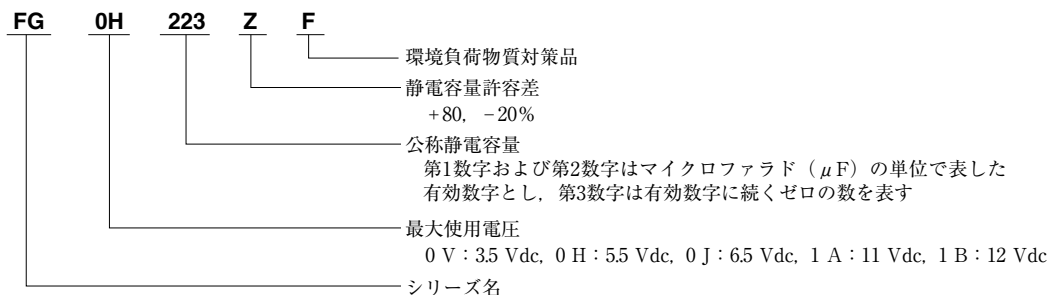 FG 0H 223 Z F
環境負荷物質対策品
静電容量許容差
+80, −20%
公称静電容量
第1数字および第2数字はマイクロファラド(μF)の単位で表した
有効数字とし,第3数字は有効数字に続くゼロの数を表す
最大使用電圧
0 V:3.5 Vdc, 0 H:5.5 Vdc, 0 J:6.5 Vdc, 1 A:11 Vdc, 1 B:12 Vdc
シリーズ名